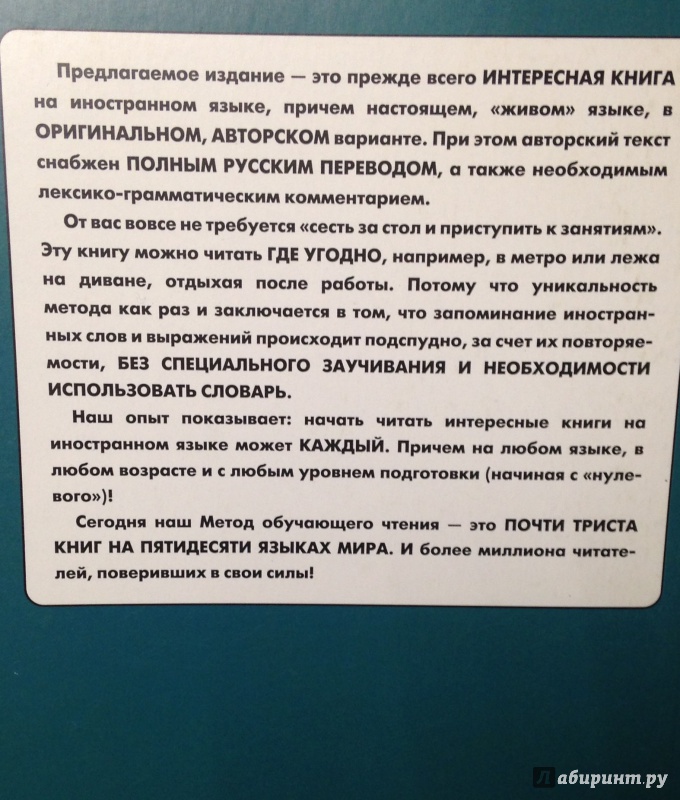 Предлагаемое издание — это прежде всего ИНТЕРЕСНАЯ КНИГА
на иностранном языке, причем настоящем, «живом» языке, в
ОРИГИНАЛЬНОМ, АВТОРСКОМ варианте. При этом авторский текст
снабжен ПОЛНЫМ РУССКИМ ПЕРЕВОДОМ, а также необходимым
лексико-грамматическим комментарием.
От вас вовсе не требуется «сесть за стол и приступить к занятиям».
Эту книгу можно читать ГДЕ УГОДНО, например, в метро или лежа
на диване, отдыхая после работы. Потому что уникальность
метода как раз и заключается в том, что запоминание иностран-
ных слов и выражений происходит подспудно, за счет их повторяе-
мости, БЕЗ СПЕЦИАЛЬНОГО ЗАУЧИВАНИЯ И НЕОБХОДИМОСТИ
ИСПОЛЬЗОВАТЬ СЛОВАРЬ.
Наш опыт показывает: начать читать интересные книги на
иностранном языке может КАЖДЫЙ. Причем на любом языке, в
любом возрасте и с любым уровнем подготовки (начиная с «нуле-
вого»)!
Сегодня наш Метод обучающего чтения — это ПОЧТИ ТРИСТА
КНИГ НА ПЯТИДЕСЯТИ ЯЗЫКАХ МИРА. И более миллиона читате-
лей, поверивших в свои силы!
Л абиринт.ру